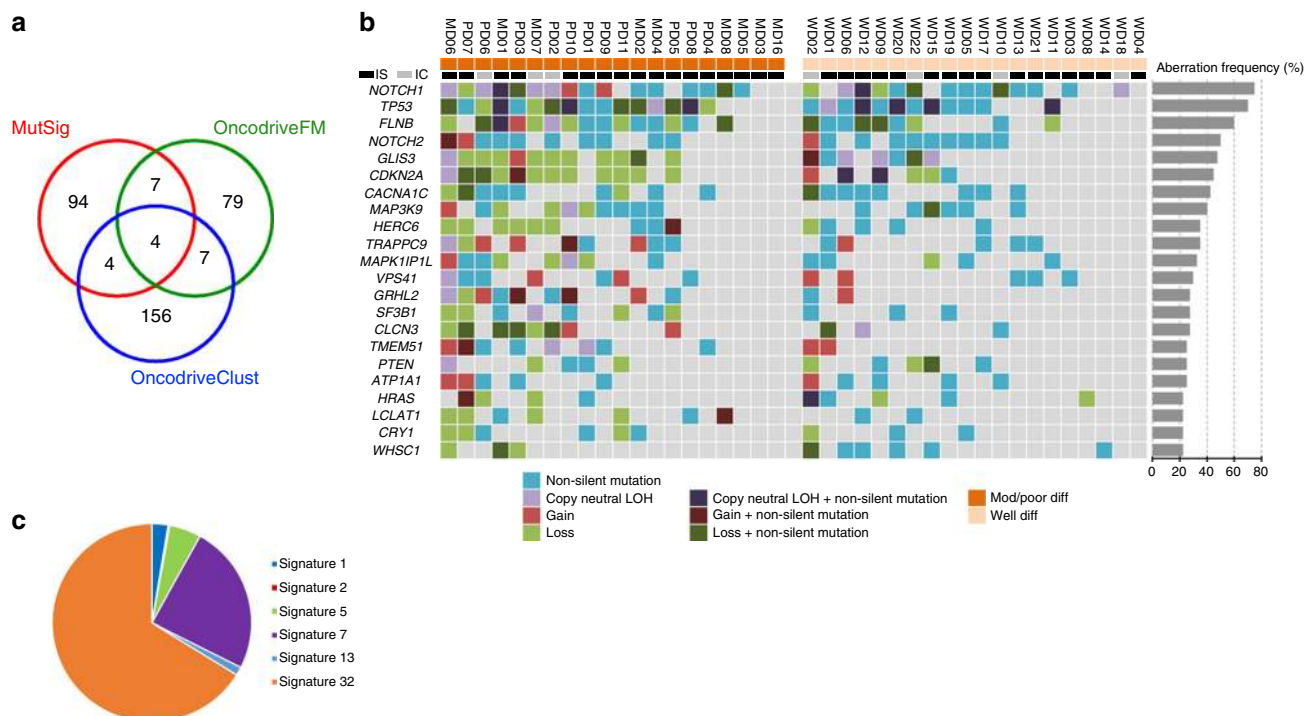 a
MutSig
OncodriveFM
94
7
79
4
4
7
156
OncodriveClust
b
MD06 PD07 PD06 MD01 PD03 MD07 PD02 PD10 PD01 PD09 PD11 MD02 MD04 PD05 PD08 PD04 MD08 MD05 MD03 MD16
WD02 WD01 WD06 WD12 WD09 WD20 WD22 WD15 WD19 WD05 WD17 WD10 WD13 WD21 WD11 WD03 WD08 WD14 WD18 WD04
IS IC
Aberration frequency (%)
NOTCH1
TP53
FLNB
NOTCH2
GLIS3
CDKN2A
CACNA1C
MAP3K9
HERC6
TRAPPC9
MAPK1IP1L
VPS41
GRHL2
SF3B1
CLCN3
TMEM51
PTEN
ATP1A1
HRAS
LCLAT1
CRY1
WHSC1
0 20 40 60 80
Non-silent mutation
Copy neutral LOH
Gain
Loss
Copy neutral LOH + non-silent mutation
Gain + non-silent mutation
Loss + non-silent mutation
Mod/poor diff
Well diff
c
Signature 1
Signature 2
Signature 5
Signature 7
Signature 13
Signature 32